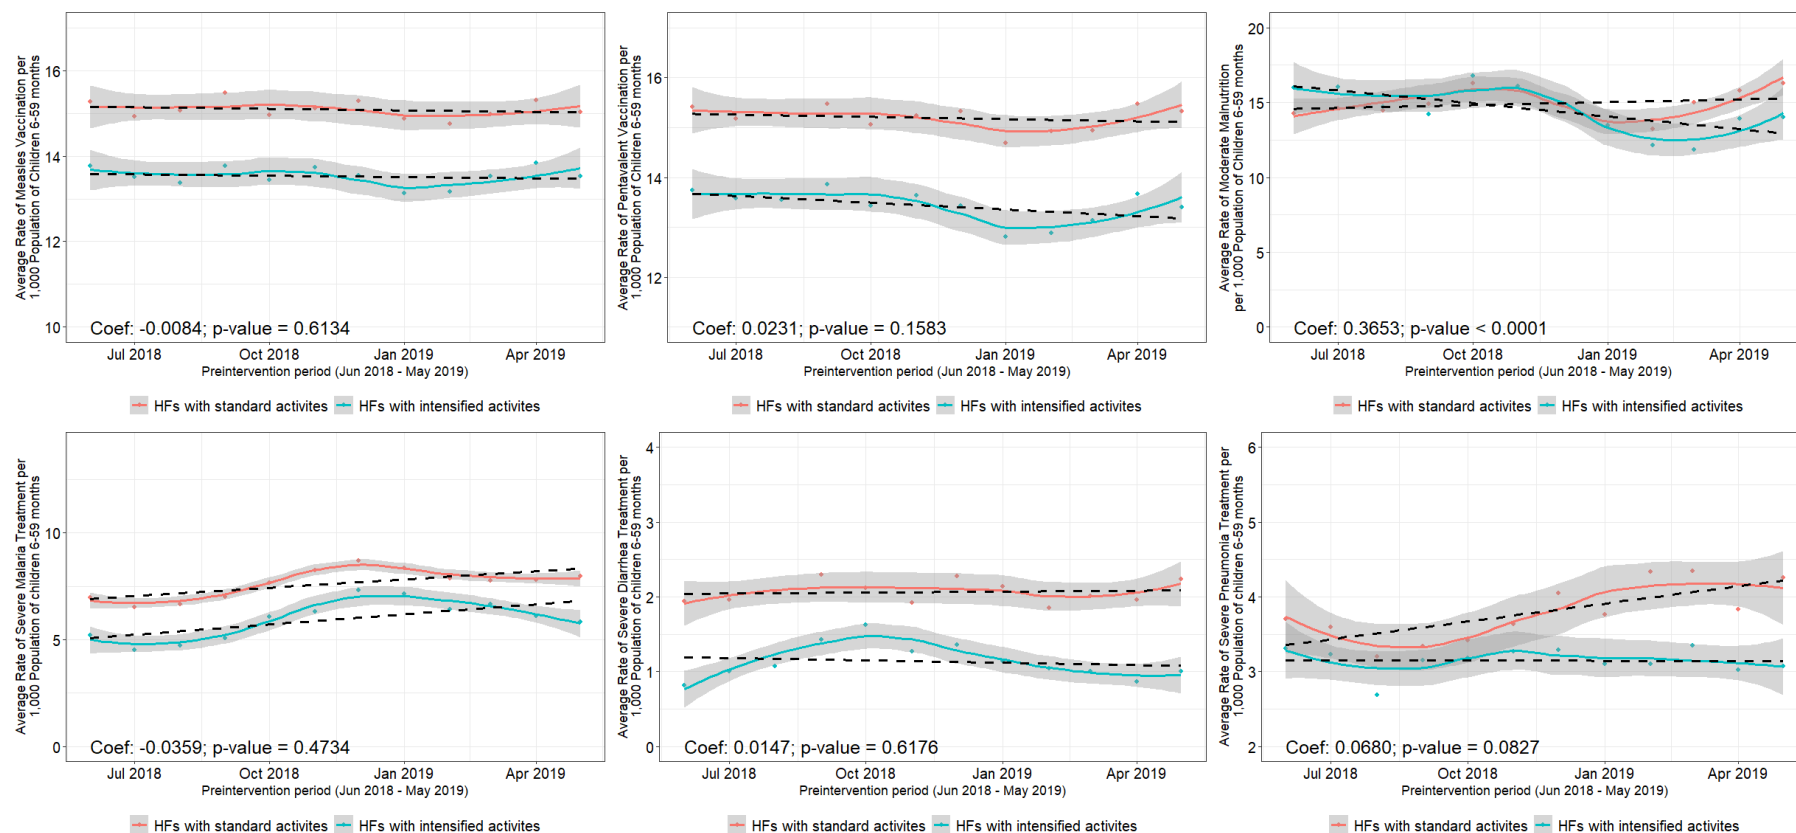 Average Rate of Measles Vaccination per
1,000 Population of Children 6-59 months
16
14
12
10
Coef: -0.0084; p-value = 0.6134
Jul 2018
Oct 2018
Jan 2019
Apr 2019
Preintervention period (Jun 2018 - May 2019)
HFs with standard activites
HFs with intensified activites
Average Rate of Pentavalent Vaccination per
1,000 Population of Children 6-59 months
16
14
12
Coef: 0.0231; p-value = 0.1583
Jul 2018
Oct 2018
Jan 2019
Apr 2019
Preintervention period (Jun 2018 - May 2019)
HFs with standard activites
HFs with intensified activites
Average Rate of Moderate Malnutrition
per 1,000 Population of Children 6-59 months
20
15
10
5
0
Coef: 0.3653; p-value < 0.0001
Jul 2018
Oct 2018
Jan 2019
Apr 2019
Preintervention period (Jun 2018 - May 2019)
HFs with standard activites
HFs with intensified activites
Average Rate of Severe Malaria Treatment per
1,000 Population of children 6-59 months
10
5
0
Coef: -0.0359; p-value = 0.4734
Jul 2018
Oct 2018
Jan 2019
Apr 2019
Preintervention period (Jun 2018 - May 2019)
HFs with standard activites
HFs with intensified activites
Average Rate of Severe Diarrhea Treatment per
1,000 Population of children 6-59 months
4
3
2
1
0
Coef: 0.0147; p-value = 0.6176
Jul 2018
Oct 2018
Jan 2019
Apr 2019
Preintervention period (Jun 2018 - May 2019)
HFs with standard activites
HFs with intensified activites
Average Rate of Severe Pneumonia Treatment per
1,000 Population of children 6-59 months
6
5
4
3
2
Coef: 0.0680; p-value = 0.0827
Jul 2018
Oct 2018
Jan 2019
Apr 2019
Preintervention period (Jun 2018 - May 2019)
HFs with standard activites
HFs with intensified activites